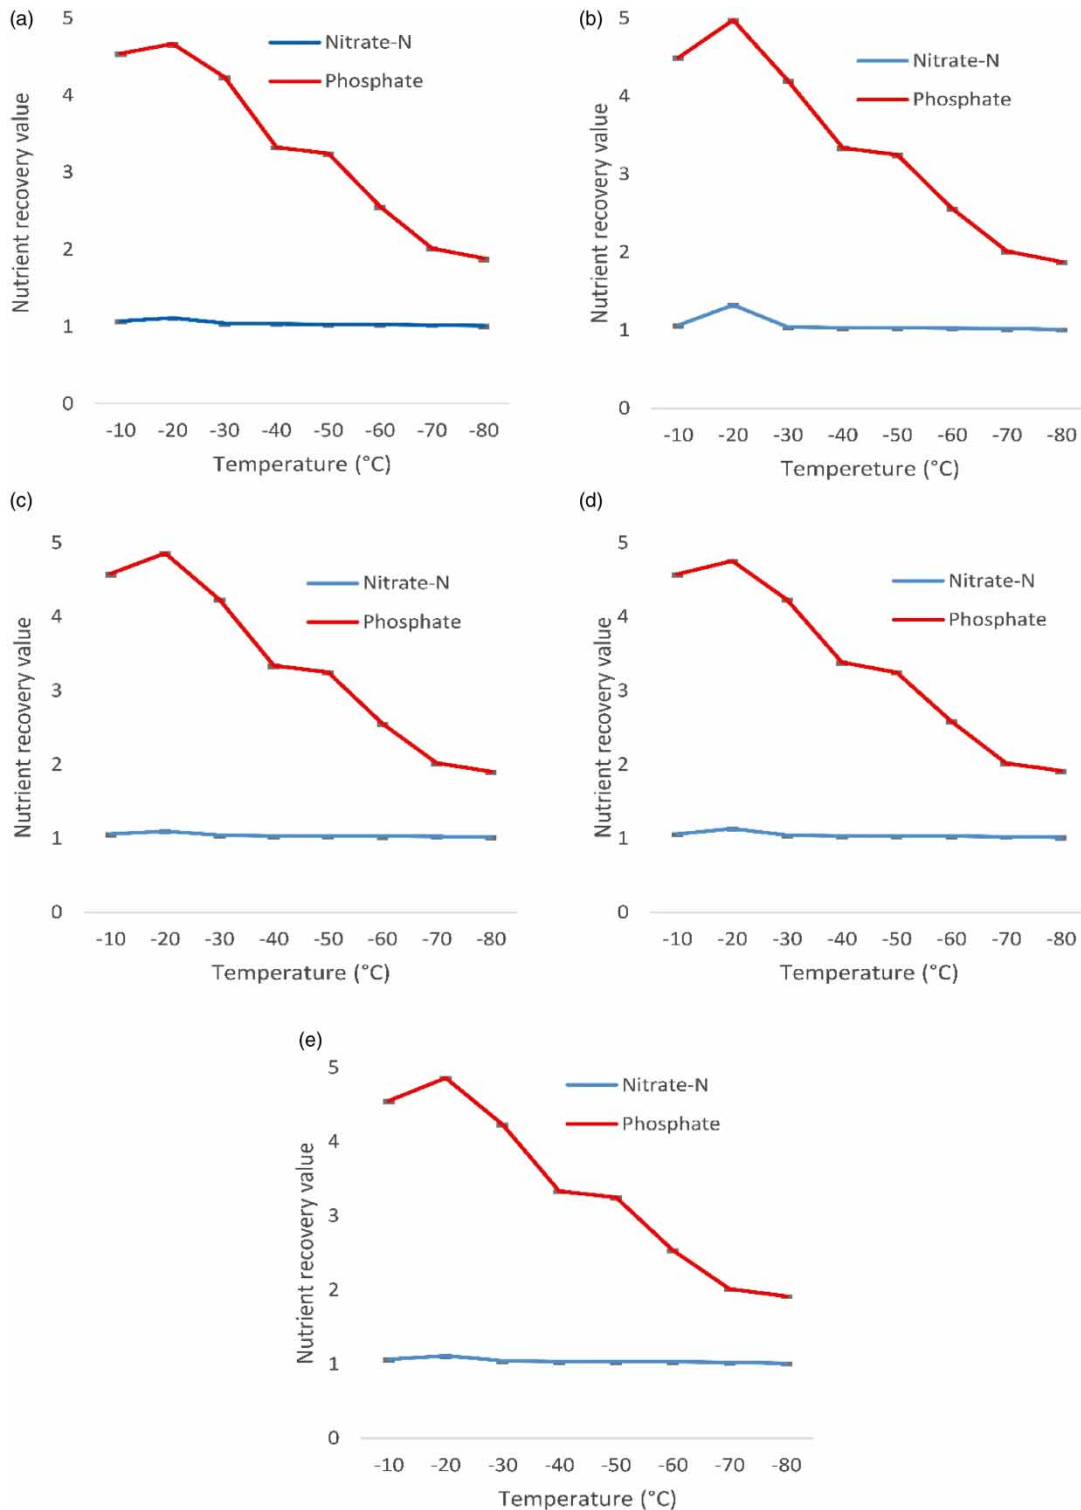 (a)
Nutrient recovery value
5
4
3
2
1
0
Nitrate-N
Phosphate
-10 -20 -30 -40 -50 -60 -70 -80
Temperature (°C)
(b)
Nutrient recovery value
5
4
3
2
1
0
Nitrate-N
Phosphate
-10 -20 -30 -40 -50 -60 -70 -80
Tempereture (°C)
(c)
Nutrient recovery value
5
4
3
2
1
0
Nitrate-N
Phosphate
-10 -20 -30 -40 -50 -60 -70 -80
Temperature (°C)
(d)
Nutrient recovery value
5
4
3
2
1
0
Nitrate-N
Phosphate
-10 -20 -30 -40 -50 -60 -70 -80
Temperature (°C)
(e)
Nutrient recovery value
5
4
3
2
1
0
Nitrate-N
Phosphate
-10 -20 -30 -40 -50 -60 -70 -80
Temperature (°C)